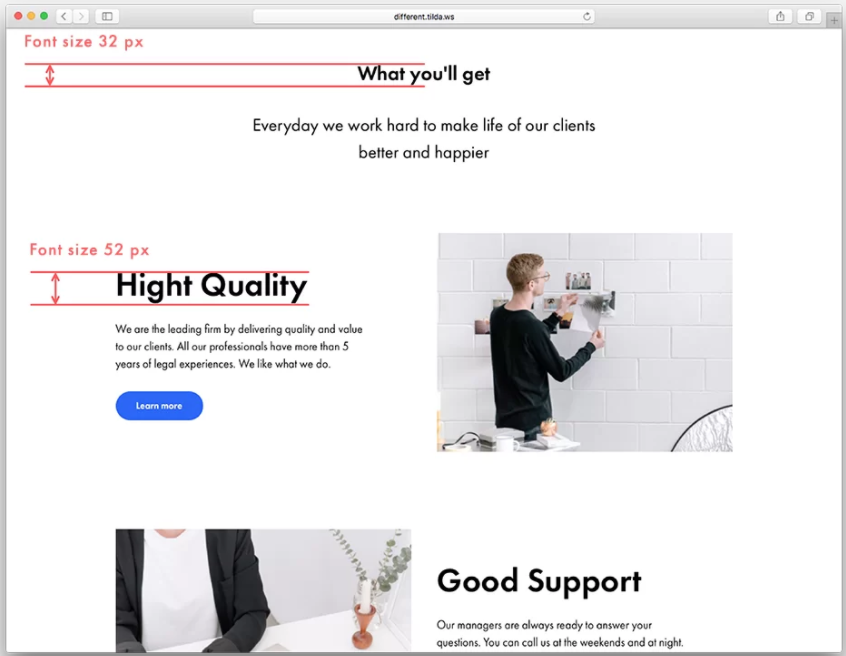 different.tilda.ws
Font size 32 px
What you'll get
Everyday we work hard to make life of our clients
better and happier
Font size 52 px
Hight Quality
We are the leading firm by delivering quality and value
to our clients. All our professionals have more than 5
years of legal experiences. We like what we do.
Learn more
Good Support
Our managers are always ready to answer your
questions. You can call us at the weekends and at night.